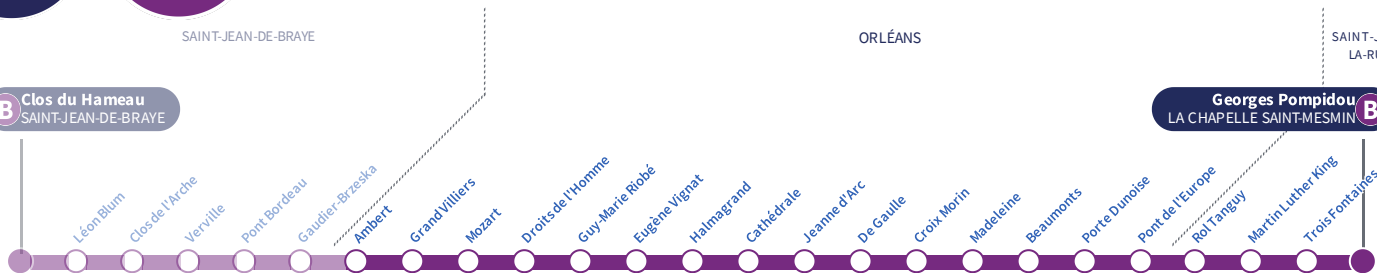 SAINT-JEAN-DE-BRAYE
ORLÉANS
SAINT-J
LA-RU
B
Clos du Hameau
SAINT-JEAN-DE-BRAYE
Georges Pompidou
LA CHAPELLE SAINT-MESMIN
B
Léon Blum
Clos de l'Arche
Verville
Pont Bordeau
Gaudier-Brzeska
Ambert
Grand Villiers
Mozart
Droits de l'Homme
Guy-Marie Riobé
Eugène Vignat
Halmagrand
Cathédrale
Jeanne d'Arc
De Gaulle
Croix Morin
Madeleine
Beaumonts
Porte Dunoise
Pont de l'Europe
Rol Tanguy
Martin Luther King
Trois Fontaines